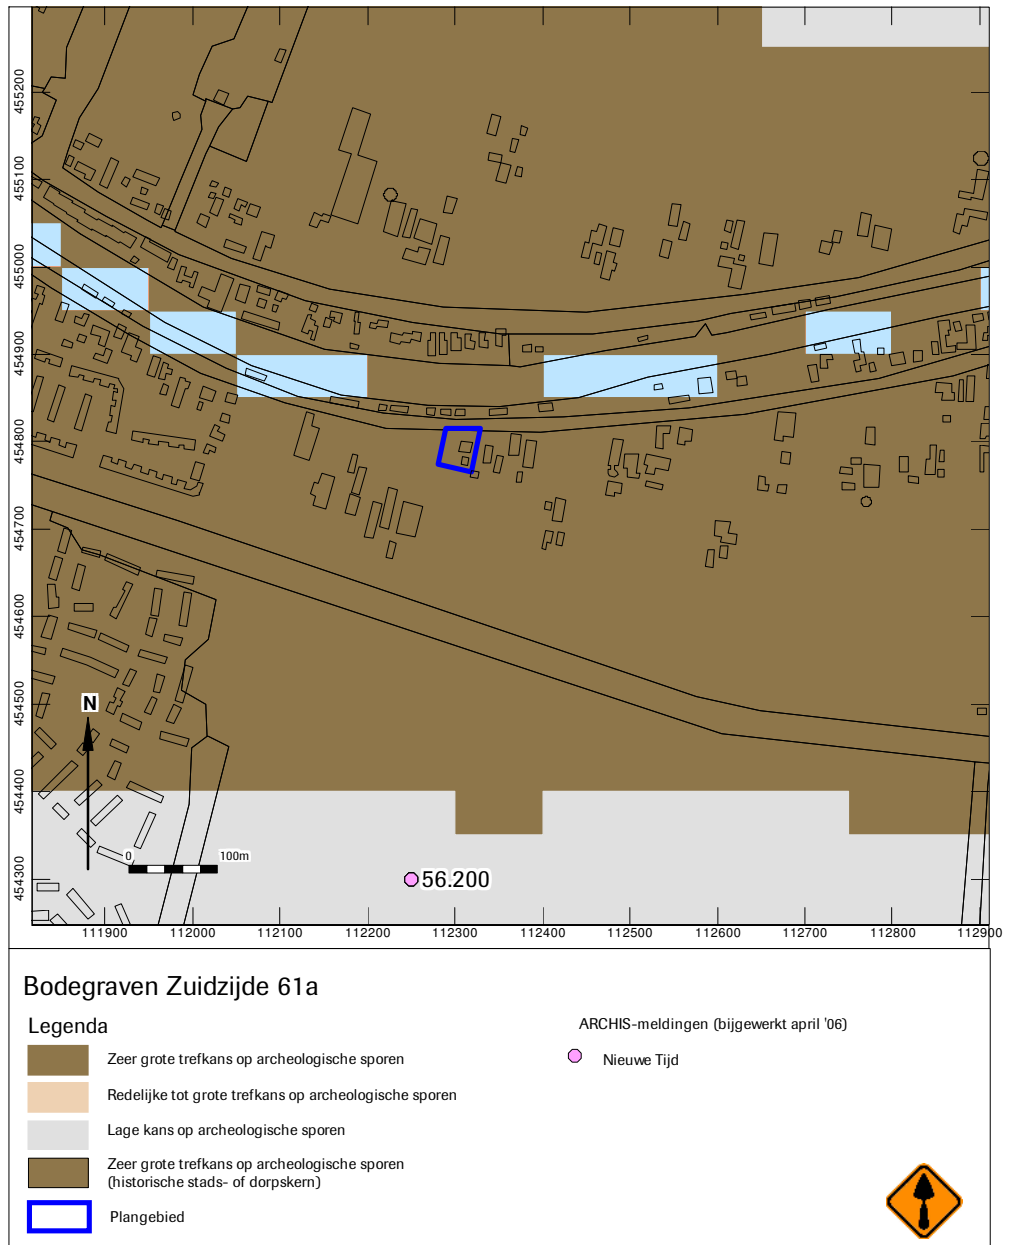 455200
455100
455000
454900
454800
454700
454600
454500
454400
454300
N
0 100m
56.200
111900 112000 112100 112200 112300 112400 112500 112600 112700 112800 112900
Bodegraven Zuidzijde 61a
Legenda
Zeer grote trefkans op archeologische sporen
Redelijke tot grote trefkans op archeologische sporen
Lage kans op archeologische sporen
Zeer grote trefkans op archeologische sporen
(historische stads- of dorpskern)
Plangebied
ARCHIS-meldingen (bijgewerkt april '06)
Nieuwe Tijd